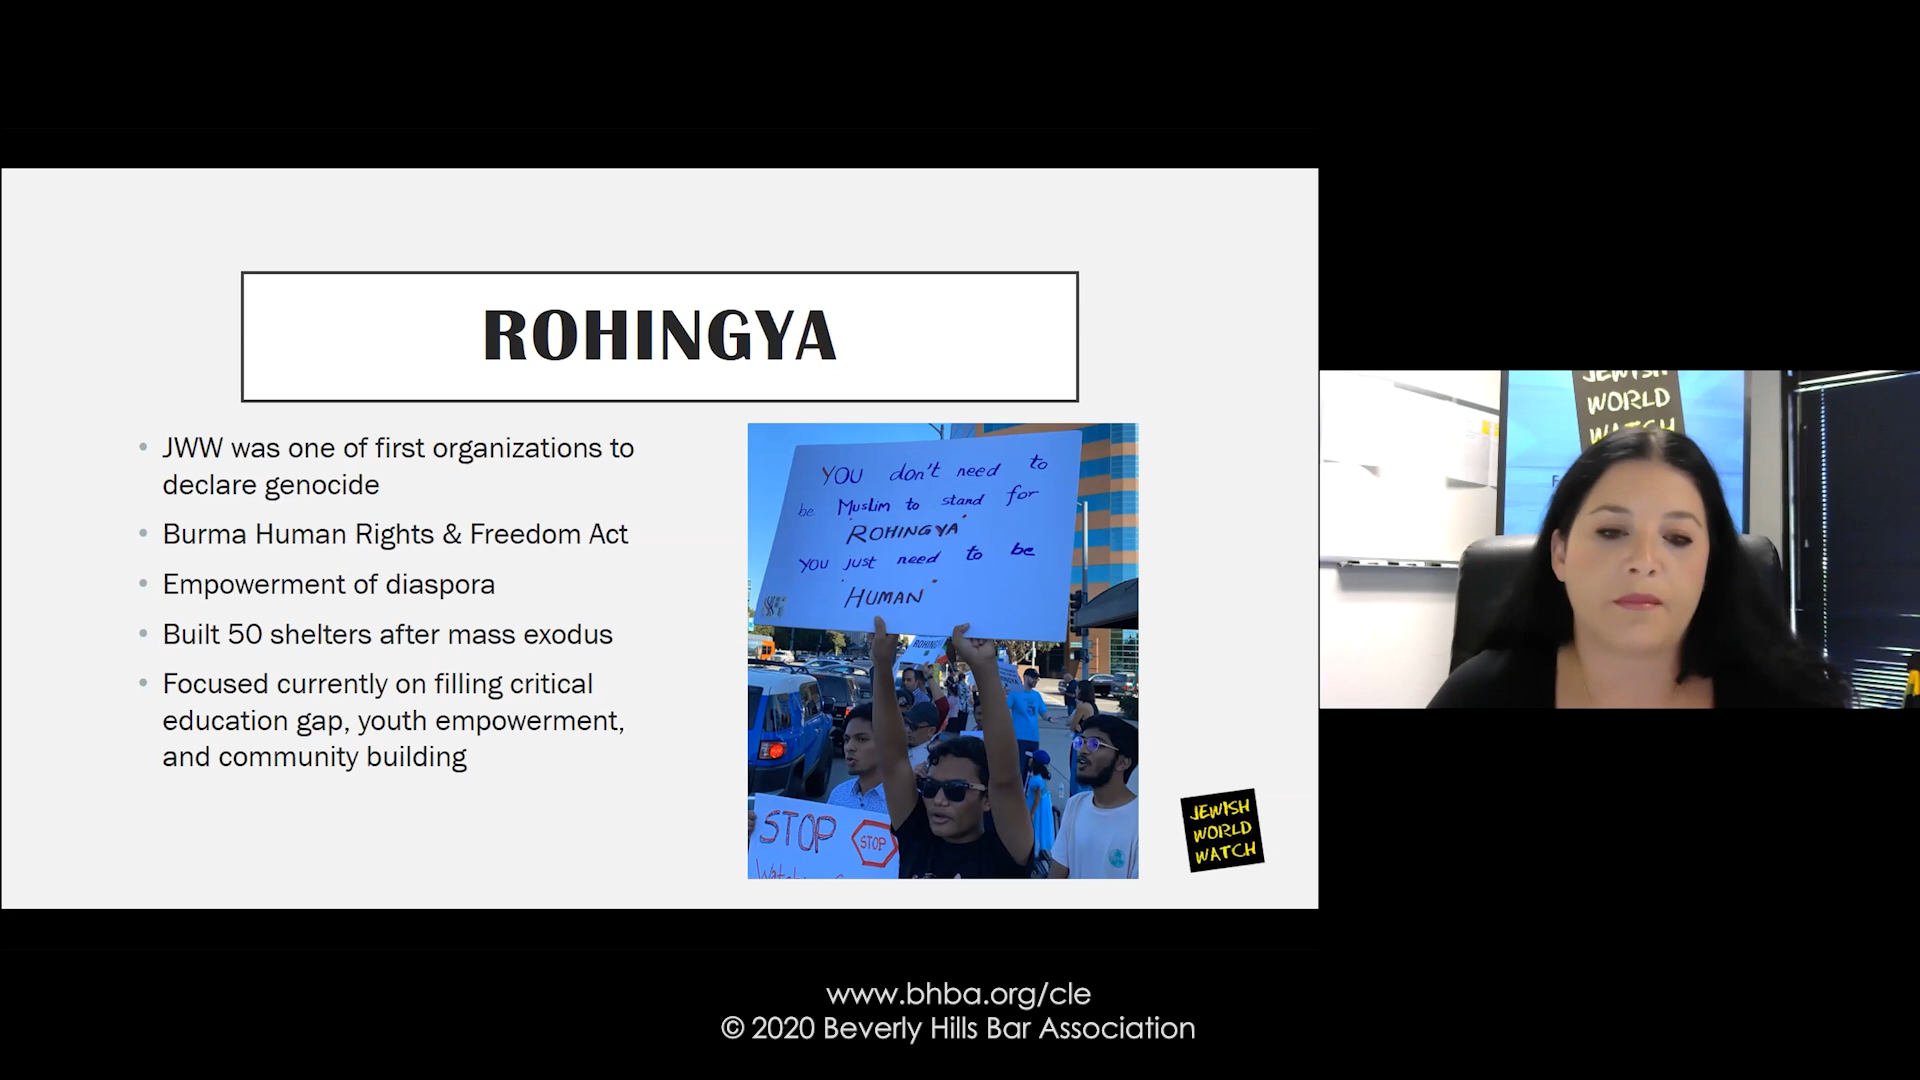 ROHINGYA
• JWW was one of first organizations to
declare genocide
• Burma Human Rights & Freedom Act
• Empowerment of diaspora
• Built 50 shelters after mass exodus
• Focused currently on filling critical
education gap, youth empowerment,
and community building
YOU don't need to
be Muslim to stand for
ROHINGYA
YOU just need to be
'HUMAN'
ROHINGYA
STOP
STOP
JEWISH
WORLD
WATCH
JEWISH
WORLD
WATCH
www.bhba.org/cle
© 2020 Beverly Hills Bar Association